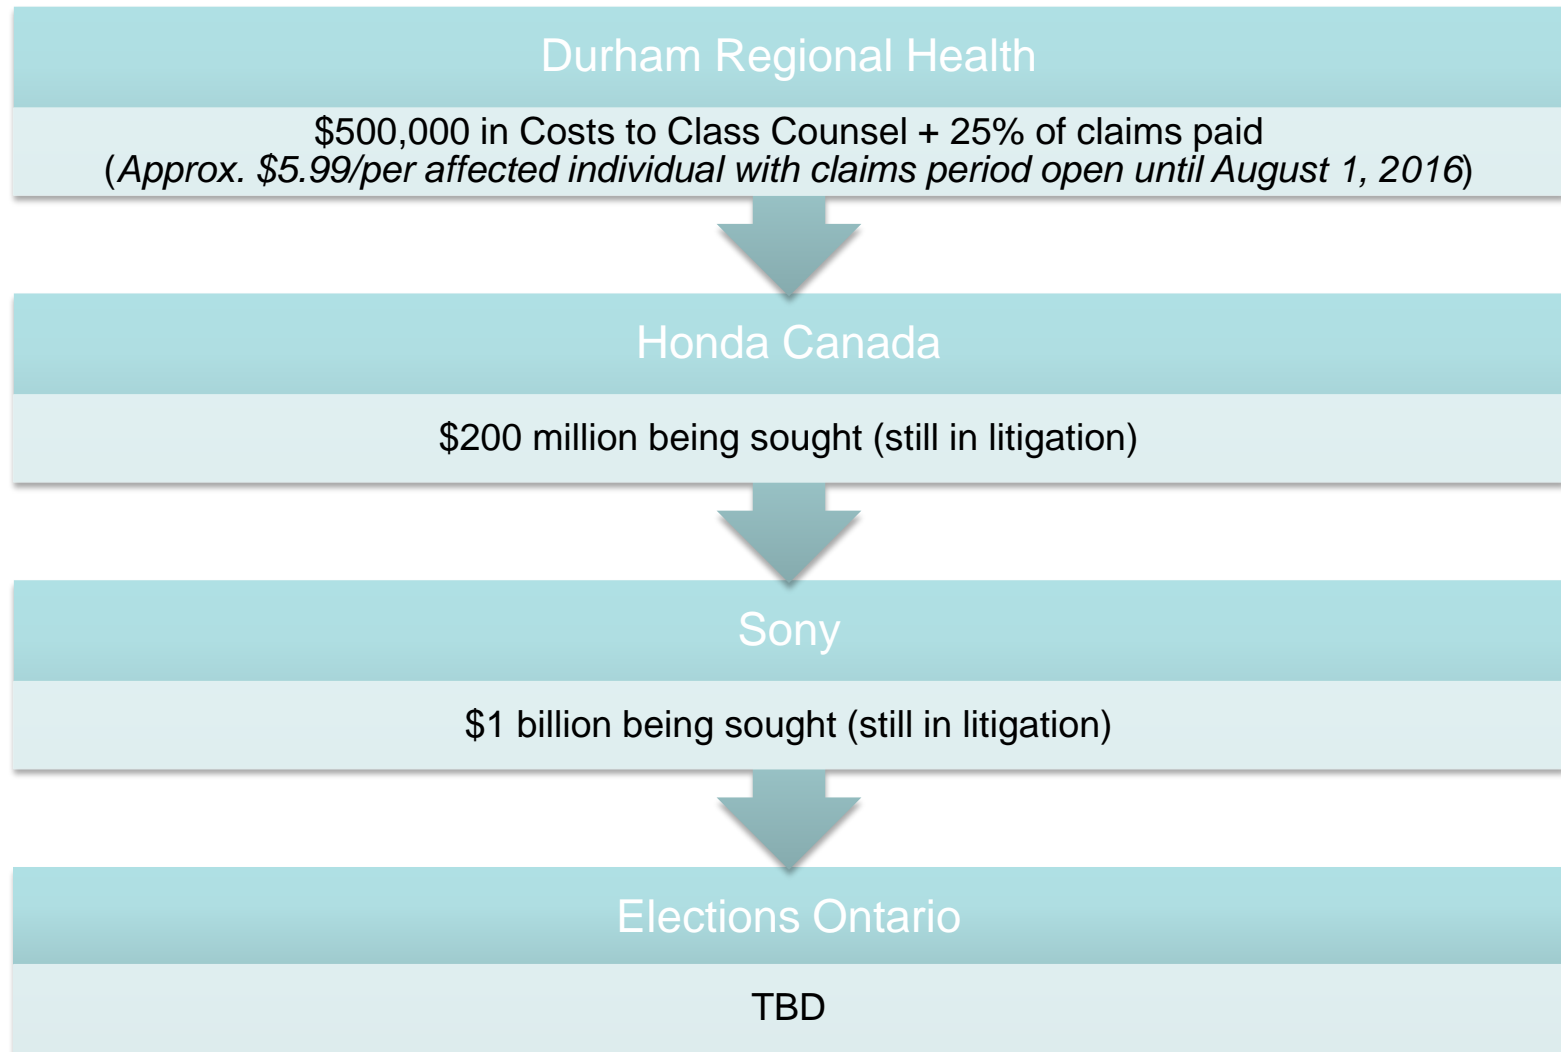 Durham Regional Health
$500,000 in Costs to Class Counsel + 25% of claims paid
(Approx. $5.99/per affected individual with claims period open until August 1, 2016)
Honda Canada
$200 million being sought (still in litigation)
Sony
$1 billion being sought (still in litigation)
Elections Ontario
TBD